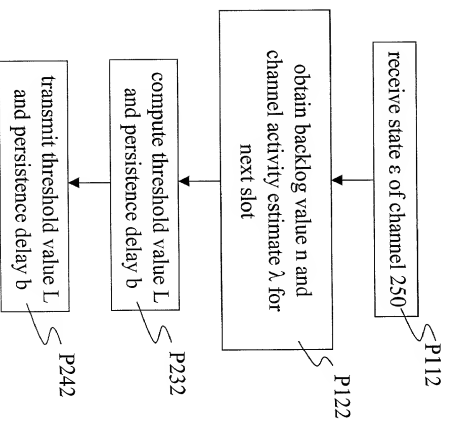 receive state ε of channel 250
P112
obtain backlog value n and
channel activity estimate λ for
next slot
P122
compute threshold value L
and persistence delay b
P232
transmit threshold value L
and persistence delay b
P242